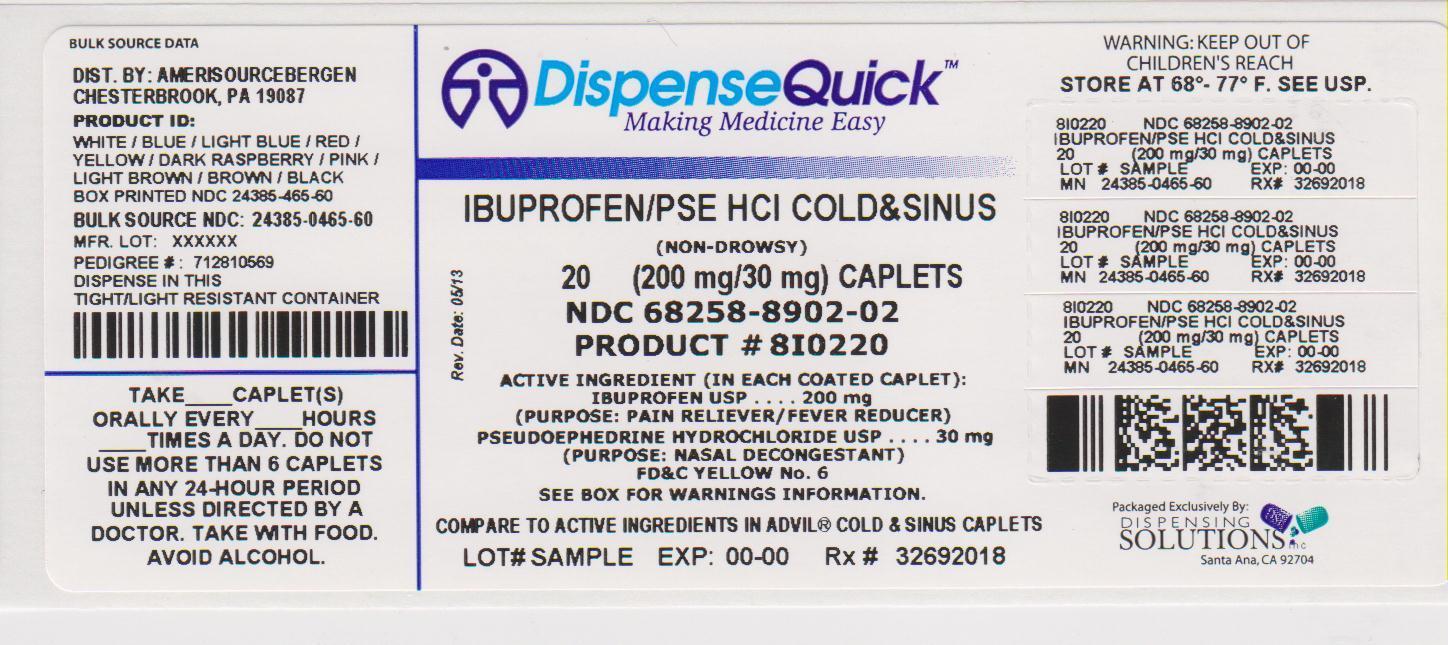 BULK SOURCE DATA
DIST. BY: AMERISOURCEBERGEN
CHESTERBROOK, PA 19087
PRODUCT ID:
WHITE / BLUE / LIGHT BLUE / RED /
YELLOW / DARK RASPBERRY / PINK /
LIGHT BROWN / BROWN / BLACK
BOX PRINTED NDC 24385-465-60
BULK SOURCE NDC: 24385-0465-60
MFR. LOT: XXXXXX
PEDIGREE #: 712810569
DISPENSE IN THIS
TIGHT/LIGHT RESISTANT CONTAINER
TAKE____CAPLET(S)
ORALLY EVERY____HOURS
____TIMES A DAY. DO NOT
USE MORE THAN 6 CAPLETS
IN ANY 24-HOUR PERIOD
UNLESS DIRECTED BY A
DOCTOR. TAKE WITH FOOD.
AVOID ALCOHOL.
DispenseQuick™
Making Medicine Easy
IBUPROFEN/PSE HCl COLD&SINUS
(NON-DROWSY)
20 (200 mg/30 mg) CAPLETS
NDC 68258-8902-02
PRODUCT # 8I0220
Rev. Date: 05/13
ACTIVE INGREDIENT (IN EACH COATED CAPLET):
IBUPROFEN USP . . . . 200 mg
(PURPOSE: PAIN RELIEVER/FEVER REDUCER)
PSEUDOEPHEDRINE HYDROCHLORIDE USP . . . . 30 mg
(PURPOSE: NASAL DECONGESTANT)
FD&C YELLOW No. 6
SEE BOX FOR WARNINGS INFORMATION.
COMPARE TO ACTIVE INGREDIENTS IN ADVIL® COLD & SINUS CAPLETS
LOT# SAMPLE EXP: 00-00 Rx # 32692018
WARNING: KEEP OUT OF
CHILDREN'S REACH
STORE AT 68°- 77° F. SEE USP.
8I0220 NDC 68258-8902-02
IBUPROFEN/PSE HCl COLD&SINUS
20 (200 mg/30 mg) CAPLETS
LOT # SAMPLE EXP: 00-00
MN 24385-0465-60 RX# 32692018
8I0220 NDC 68258-8902-02
IBUPROFEN/PSE HCl COLD&SINUS
20 (200 mg/30 mg) CAPLETS
LOT # SAMPLE EXP: 00-00
MN 24385-0465-60 RX# 32692018
8I0220 NDC 68258-8902-02
IBUPROFEN/PSE HCl COLD&SINUS
20 (200 mg/30 mg) CAPLETS
LOT # SAMPLE EXP: 00-00
MN 24385-0465-60 RX# 32692018
Packaged Exclusively By:
DISPENSING
SOLUTIONS inc
Santa Ana, CA 92704